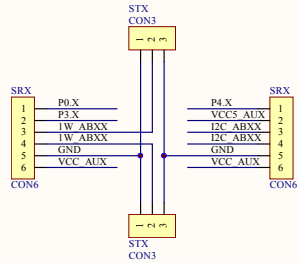 STX
CON3
1 2 3
SRX
1 P0.X
2 P3.X
3 1W_ABXX
4 1W_ABXX
5 GND
6 VCC_AUX
CON6
SRX
P4.X 1
VCC5_AUX 2
I2C_ABXX 3
I2C_ABXX 4
GND 5
VCC_AUX 6
CON6
1 2 3
STX
CON3